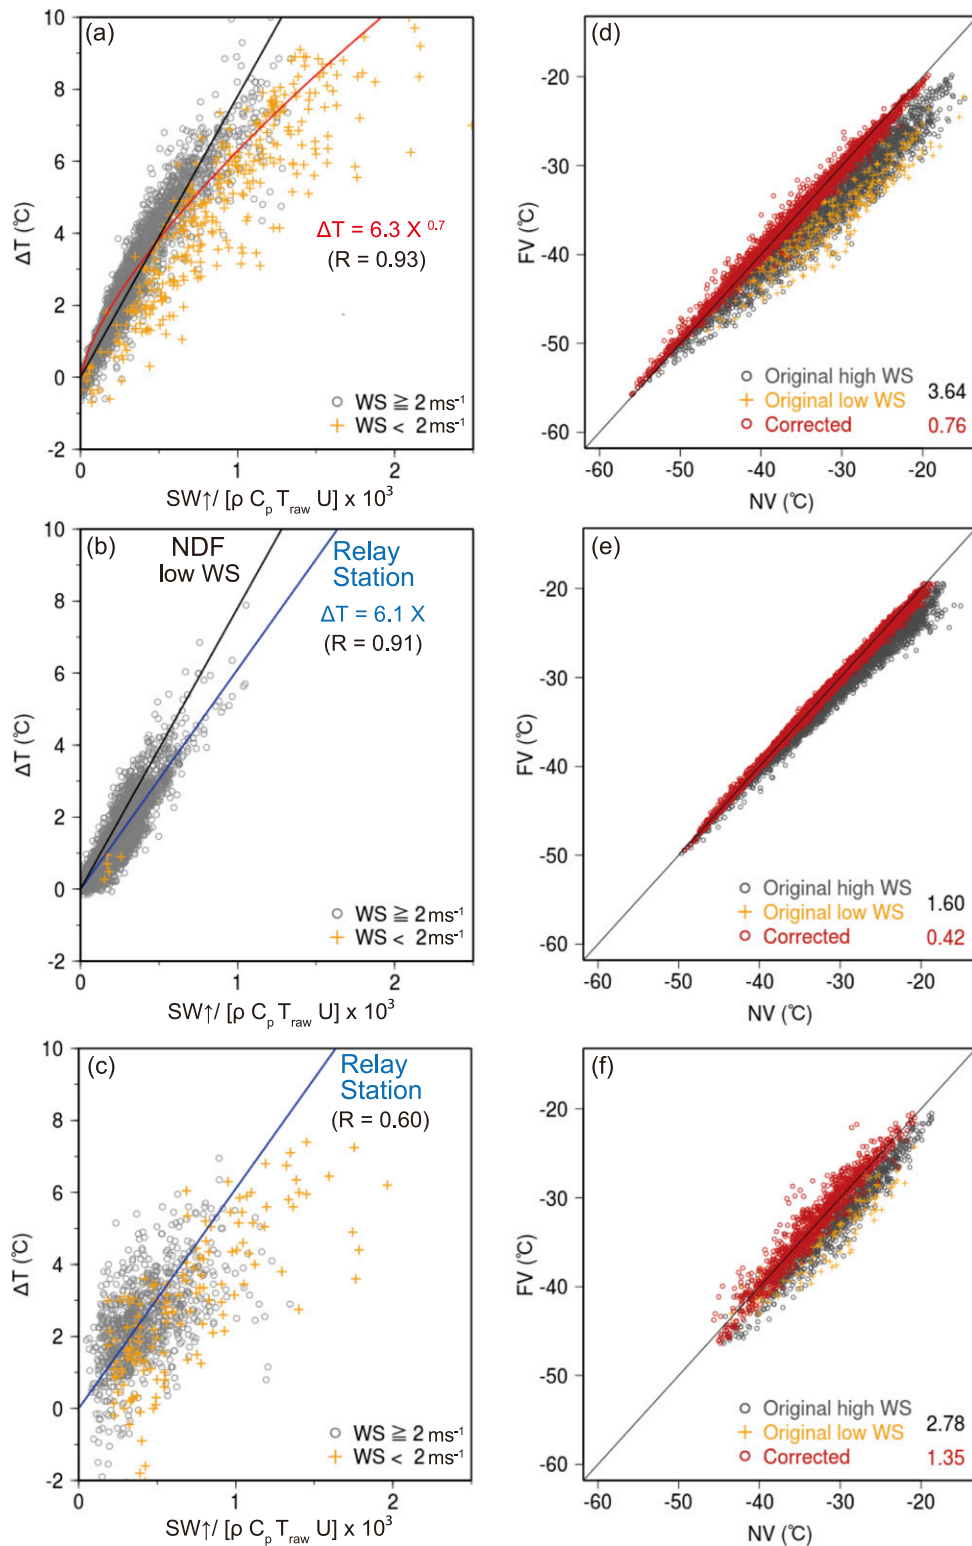 (a)
10
8
6
4
2
0
-2
ΔT (℃)
ΔT = 6.3 X 0.7
(R = 0.93)
WS ≧ 2 ms-1
WS < 2 ms-1
0
1
2
SW↑/ [ρ Cp Traw U] x 10³
(d)
-20
-30
-40
-50
-60
FV (℃)
Original high WS
Original low WS
3.64
Corrected
0.76
-60
-50
-40
-30
-20
NV (℃)
(b)
10
8
6
4
2
0
-2
ΔT (℃)
NDF
low WS
Relay
Station
ΔT = 6.1 X
(R = 0.91)
WS ≧ 2 ms-1
WS < 2 ms-1
0
1
2
SW↑/ [ρ Cp Traw U] x 10³
(e)
-20
-30
-40
-50
-60
FV (℃)
Original high WS
Original low WS
1.60
Corrected
0.42
-60
-50
-40
-30
-20
NV (℃)
(c)
10
8
6
4
2
0
-2
ΔT (℃)
Relay
Station
(R = 0.60)
WS ≧ 2 ms-1
WS < 2 ms-1
0
1
2
SW↑/ [ρ Cp Traw U] x 10³
(f)
-20
-30
-40
-50
-60
FV (℃)
Original high WS
Original low WS
2.78
Corrected
1.35
-60
-50
-40
-30
-20
NV (℃)